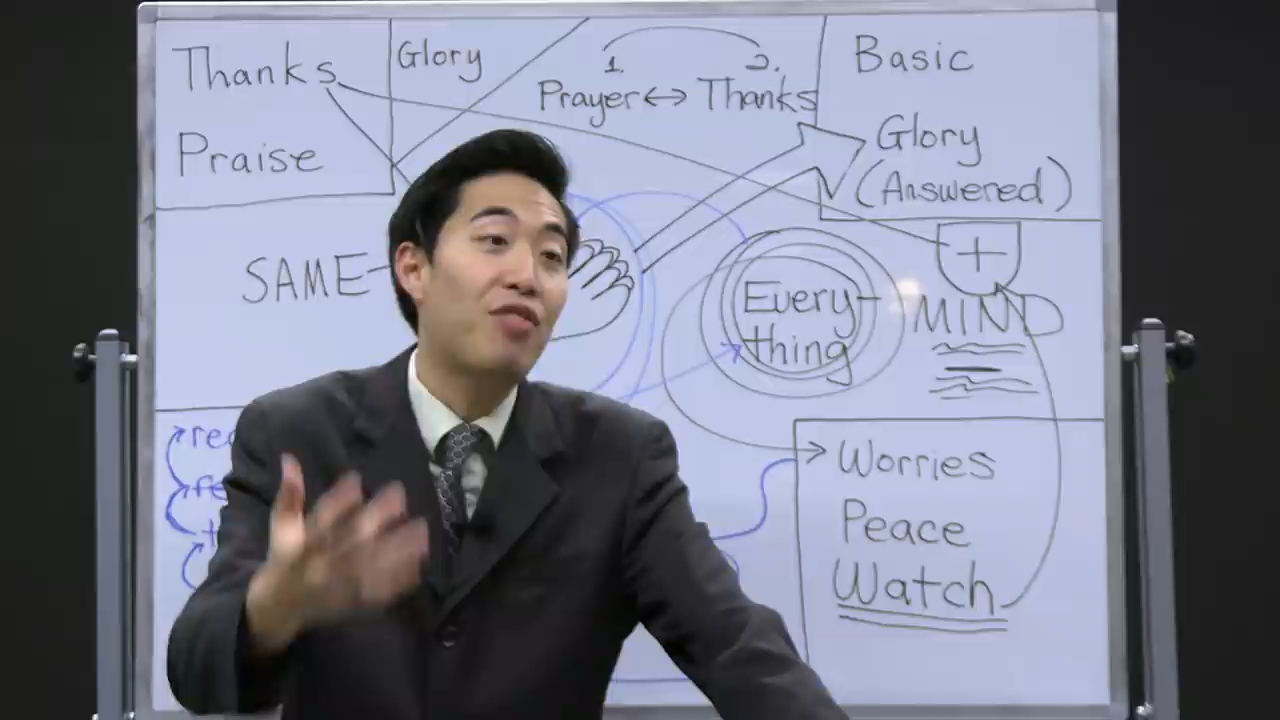 Thanks
Praise
Glory
1. 2.
Prayer ↔ Thanks
Basic
Glory
(Answered)
SAME
Every-
thing
+
MIND
Worries
Peace
Watch